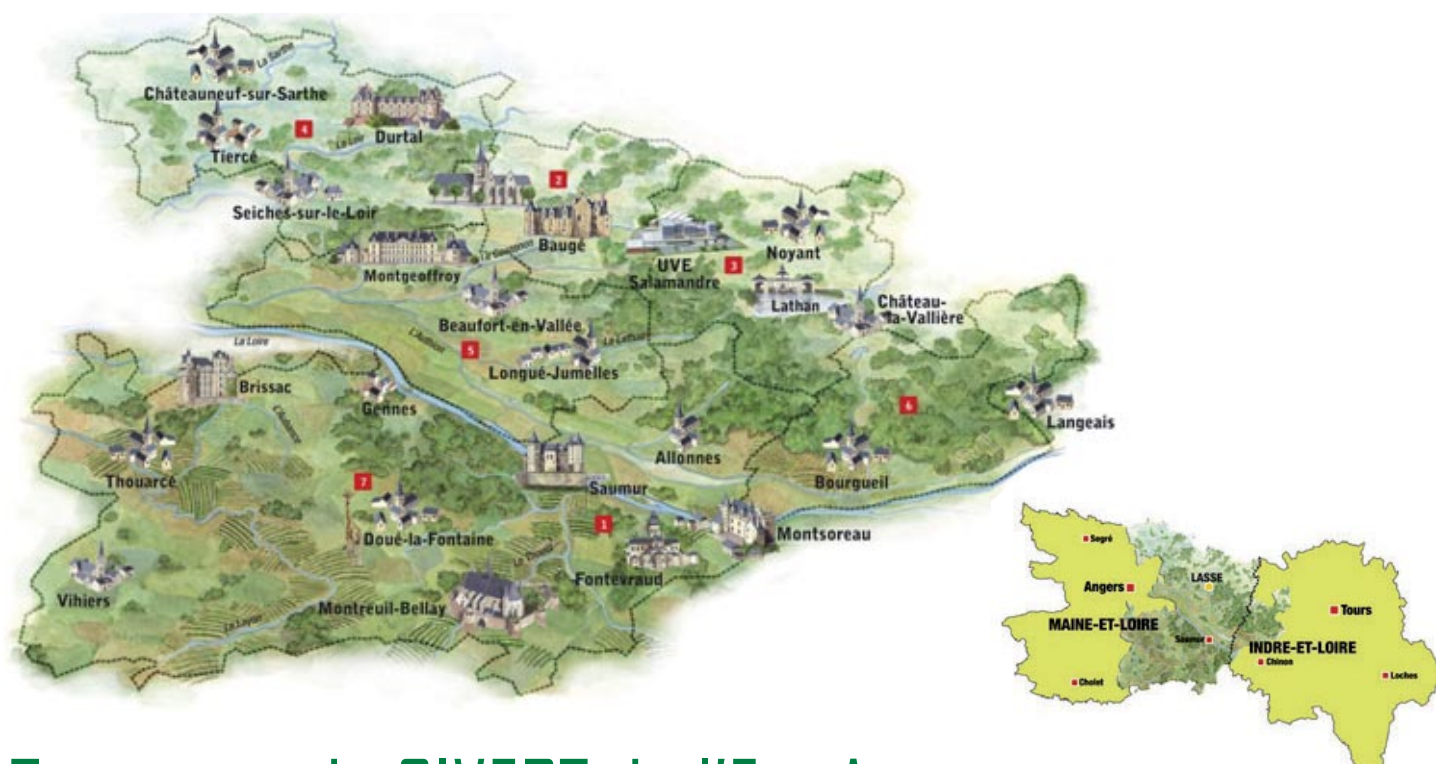 La Sarthe
Châteauneuf-sur-Sarthe
4
Durtal
Tiercé
La Loir
2
Seiches-sur-le-Loir
Baugé
Noyant
UVE
Salamandre
3
Montgeoffroy
Lathan
Château-
la-Vallière
Beaufort-en-Vallée
La Loire
5
Longué-Jumelles
Brissac
Gennes
L'Aubance
6
Langeais
Allonnes
Thouarcé
7
Saumur
Bourgueil
Doué-la-Fontaine
1
Montsoreau
Fontevraud
Vihiers
Montreuil-Bellay
Le Layon
Segré
Angers
LASSE
Tours
MAINE-ET-LOIRE
Saumur
INDRE-ET-LOIRE
Chinon
Cholet
Loches